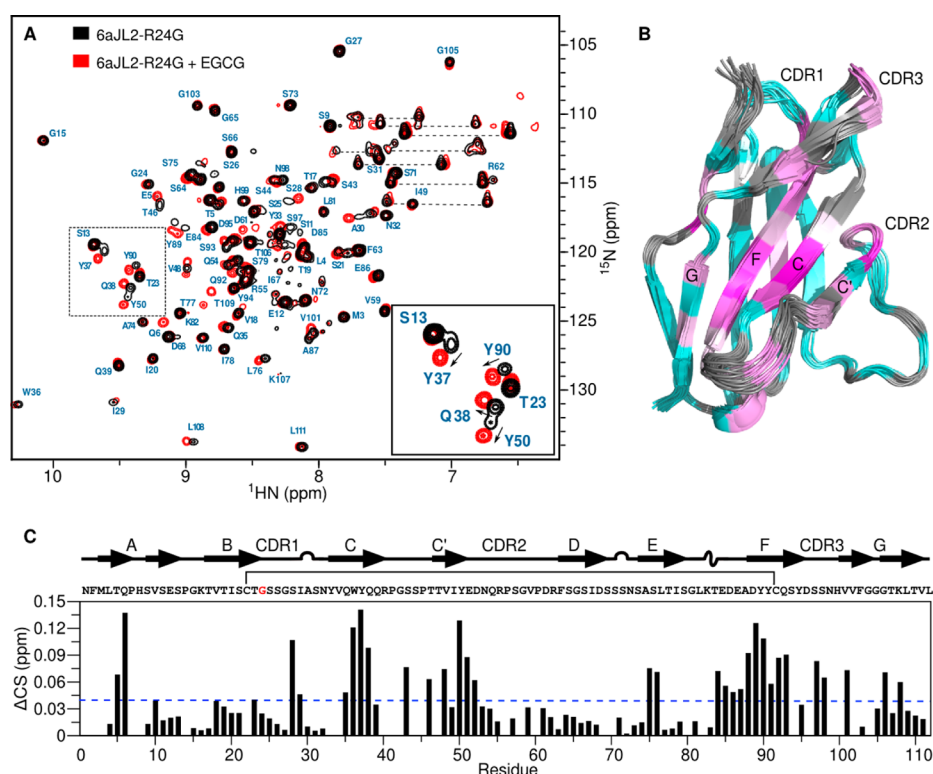 A
6aJL2-R24G
6aJL2-R24G + EGCG
G27
G105
G103
S73
G65
S9
G15
S66
S26
S75
S64
G24
E5
T46
T5
H99
S44
N98
S28
T17
S43
S31
S71
R62
I49
L81
A30
N32
S25
Y33
S97
S11
D85
D95
D61
Y89
E84
S93
S13
Y37
Y90
Q38
T23
Y50
V48
Q54
Q92
T106
S79
R55
T19
L4
S21
F63
E86
I67
N72
E12
T77
T109
Y94
V18
K82
A74
Q6
D68
V110
Q35
V101
A87
M3
V59
Q39
I20
I78
L76
K107
W36
I29
L108
L111
S13
Y37
Y90
T23
Q38
Y50
105
110
115
120
125
130
10 9 8 7
¹HN (ppm)
¹⁵N (ppm)
B
CDR1
CDR3
CDR2
G
F
C
C'
C
A B CDR1 C C' CDR2 D E F CDR3 G
NFMLTQPHSVSESPGKTVTISCTGSSGSIASNYVQWYQQRPGSSPTTVIYEDNQRPSGVPDRFSGSIDSSSNSASLTISGLKTEDEADYYCQSYDSSNHVVFGGGTKLTVL
0.15
0.12
0.09
0.06
0.03
0
ΔCS (ppm)
0 10 20 30 40 50 60 70 80 90 100 110
Residue